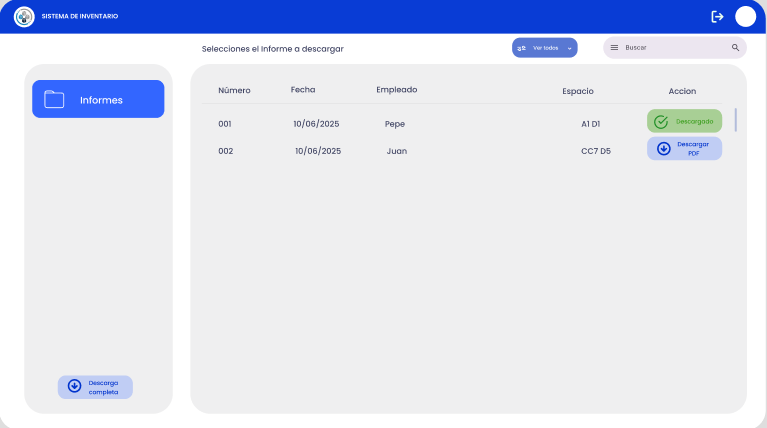 SISTEMA DE INVENTARIO
Selecciones el Informe a descargar
Ver todos
Buscar
Informes
Número Fecha Empleado Espacio Accion
001 10/06/2025 Pepe A1 D1 Descargado
002 10/06/2025 Juan CC7 D5 Descargar
PDF
Descarga
completa